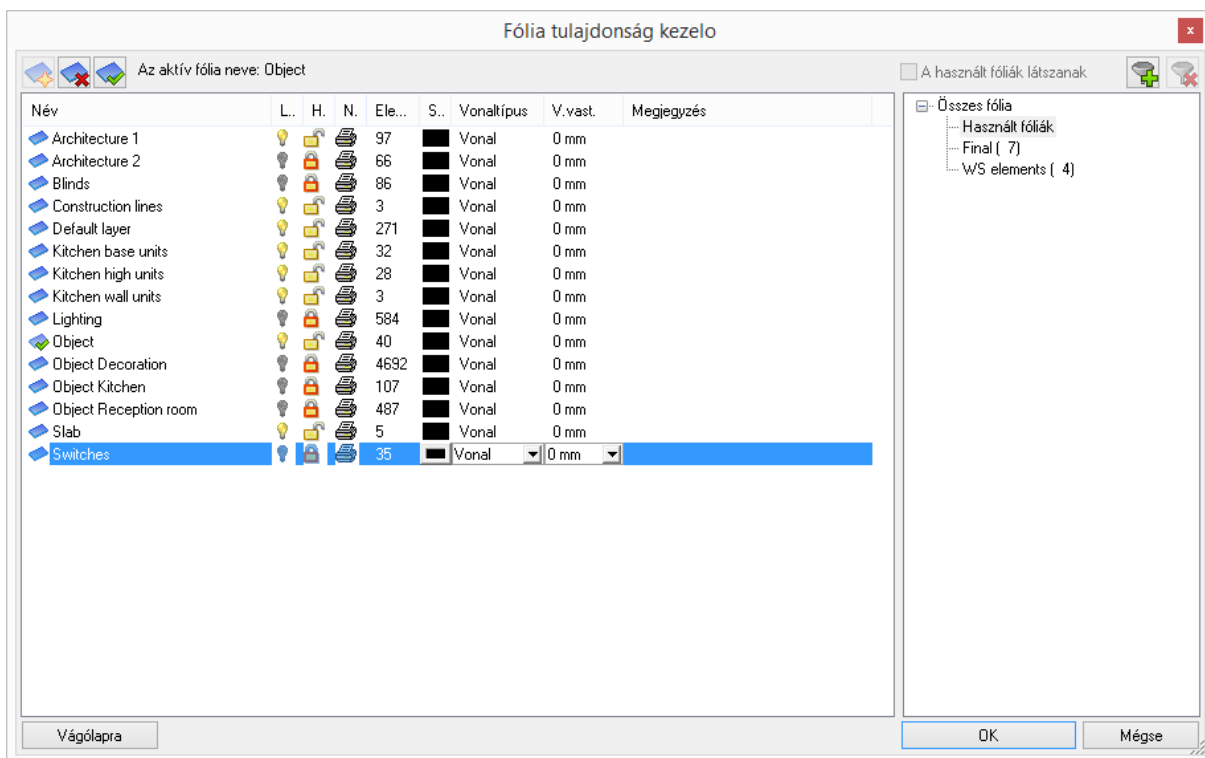 Fólia tulajdonság kezelo
x
Az aktív fólia neve: Object
A használt fóliák látszanak
Név L.. H. N. Ele... S.. Vonaltípus V.vast. Megjegyzés
Architecture 1 97 Vonal 0 mm
Architecture 2 66 Vonal 0 mm
Blinds 86 Vonal 0 mm
Construction lines 3 Vonal 0 mm
Default layer 271 Vonal 0 mm
Kitchen base units 32 Vonal 0 mm
Kitchen high units 28 Vonal 0 mm
Kitchen wall units 3 Vonal 0 mm
Lighting 584 Vonal 0 mm
Object 40 Vonal 0 mm
Object Decoration 4692 Vonal 0 mm
Object Kitchen 107 Vonal 0 mm
Object Reception room 487 Vonal 0 mm
Slab 5 Vonal 0 mm
Switches 35 Vonal 0 mm
Összes fólia
Használt fóliák
Final ( 7)
WS elements ( 4)
Vágólapra
OK
Mégse